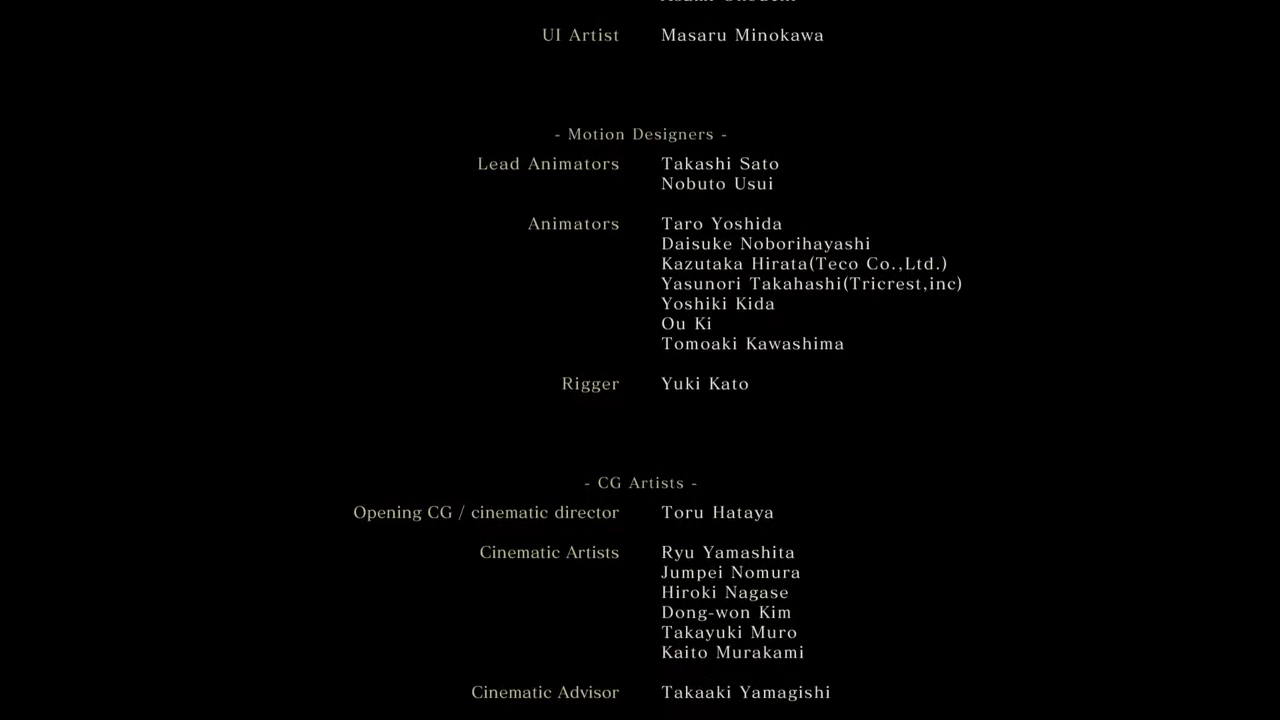 UI Artist Masaru Minokawa
- Motion Designers -
Lead Animators Takashi Sato
Nobuto Usui
Animators Taro Yoshida
Daisuke Noborihayashi
Kazutaka Hirata(Teco Co.,Ltd.)
Yasunori Takahashi(Tricrest,inc)
Yoshiki Kida
Ou Ki
Tomoaki Kawashima
Rigger Yuki Kato
- CG Artists -
Opening CG / cinematic director Toru Hataya
Cinematic Artists Ryu Yamashita
Jumpei Nomura
Hiroki Nagase
Dong-won Kim
Takayuki Muro
Kaito Murakami
Cinematic Advisor Takaaki Yamagishi